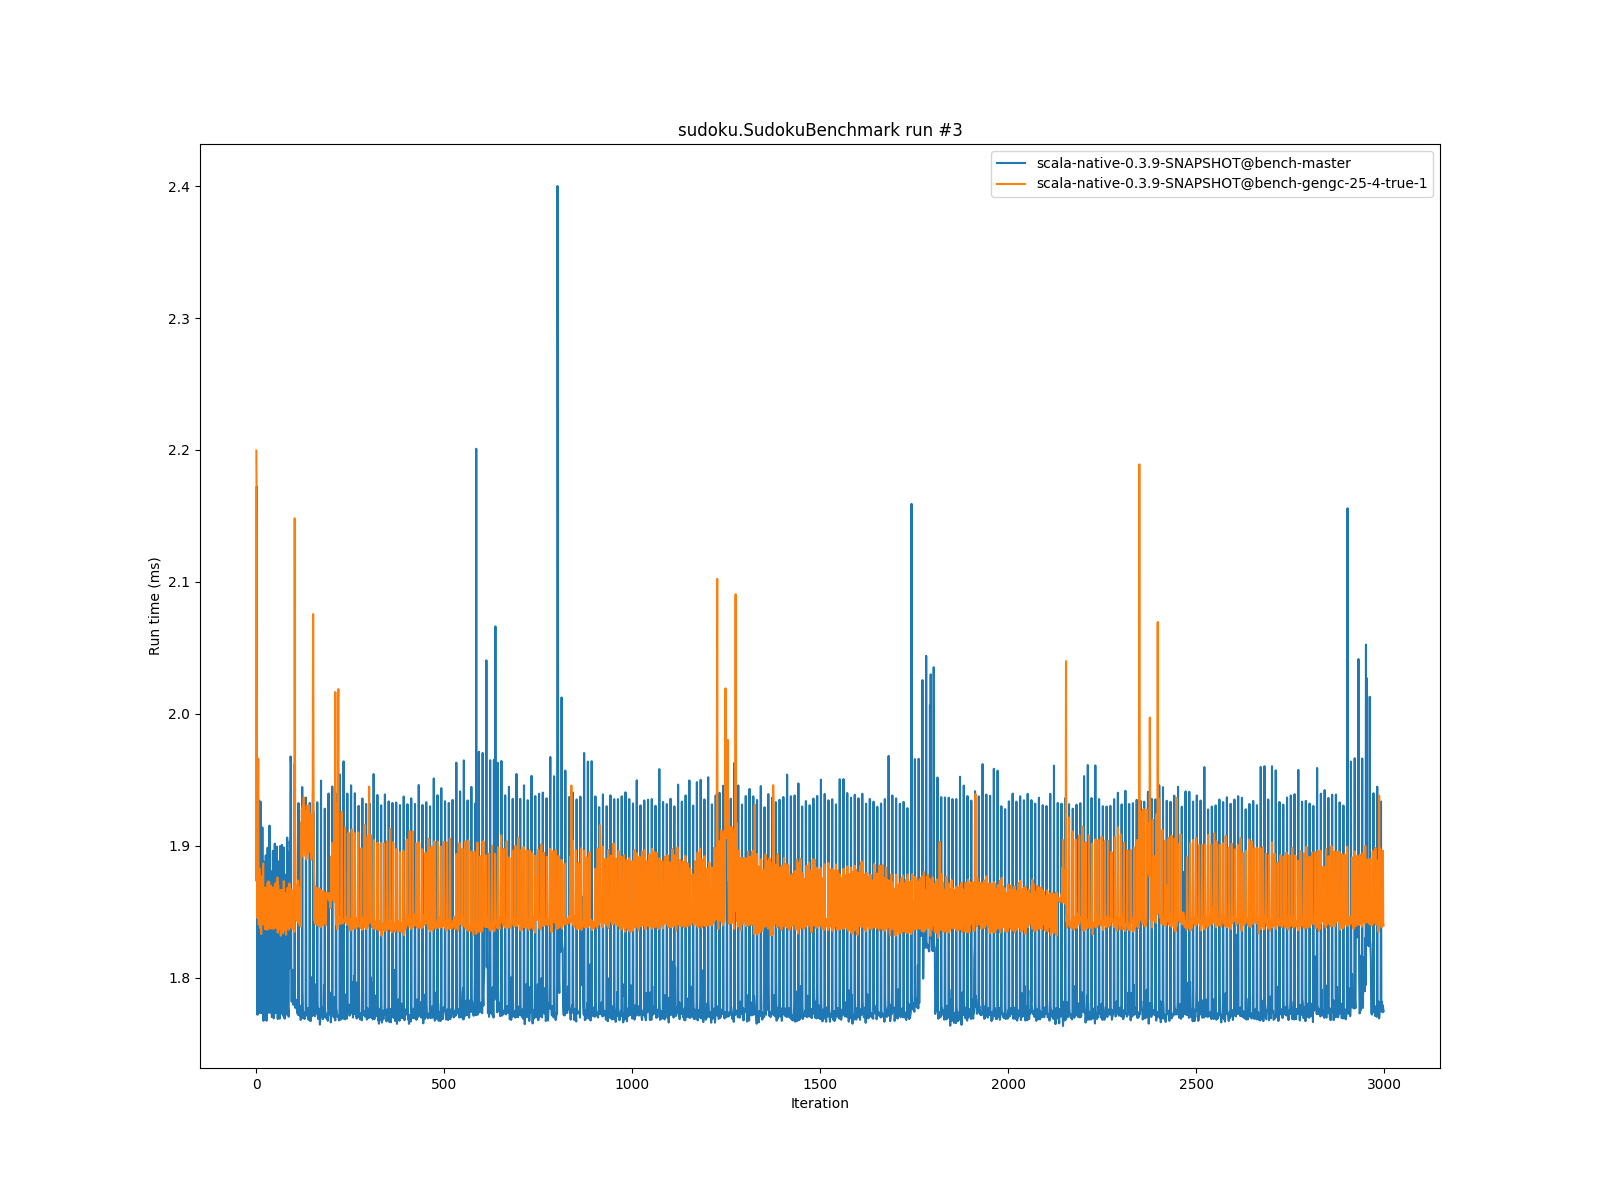 sudoku.SudokuBenchmark run #3
scala-native-0.3.9-SNAPSHOT@bench-master
scala-native-0.3.9-SNAPSHOT@bench-gengc-25-4-true-1
2.4
2.3
2.2
2.1
2.0
1.9
1.8
Run time (ms)
0 500 1000 1500 2000 2500 3000
Iteration